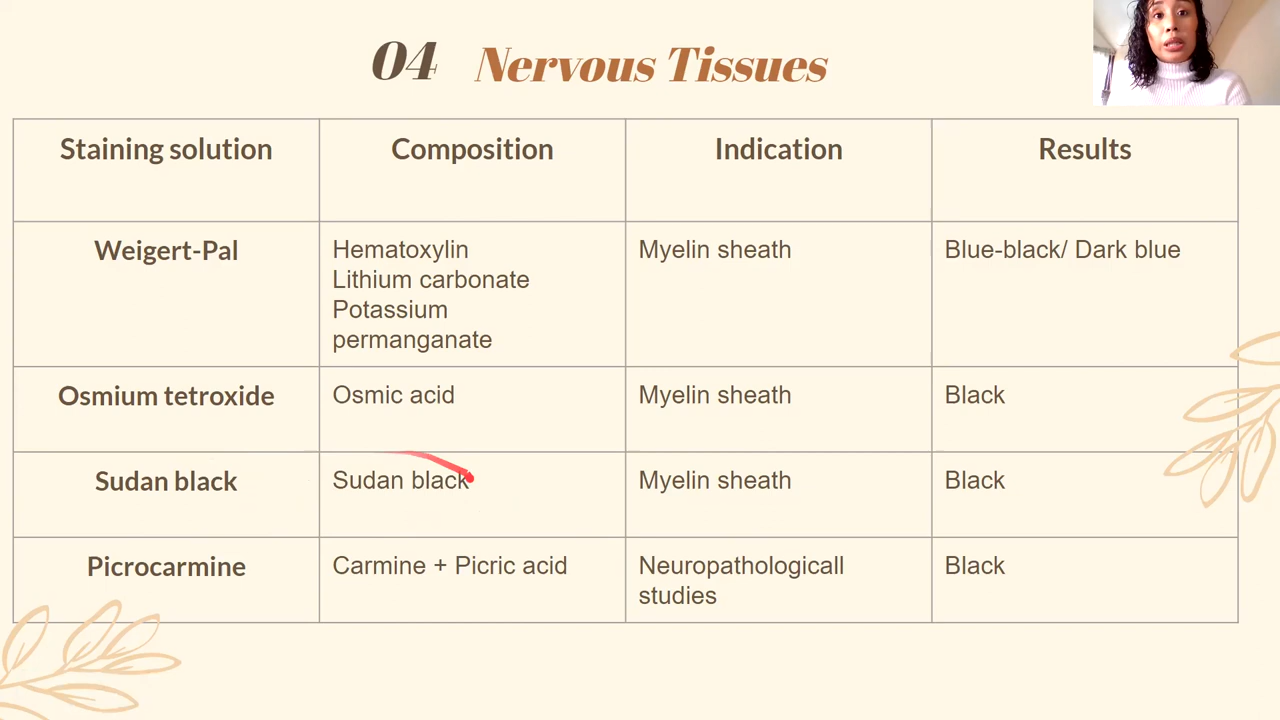 04 Nervous Tissues
Staining solution Composition Indication Results
Weigert-Pal Hematoxylin Myelin sheath Blue-black/ Dark blue
Lithium carbonate
Potassium
permanganate
Osmium tetroxide Osmic acid Myelin sheath Black
Sudan black Sudan black Myelin sheath Black
Picrocarmine Carmine + Picric acid Neuropathologicall Black
studies